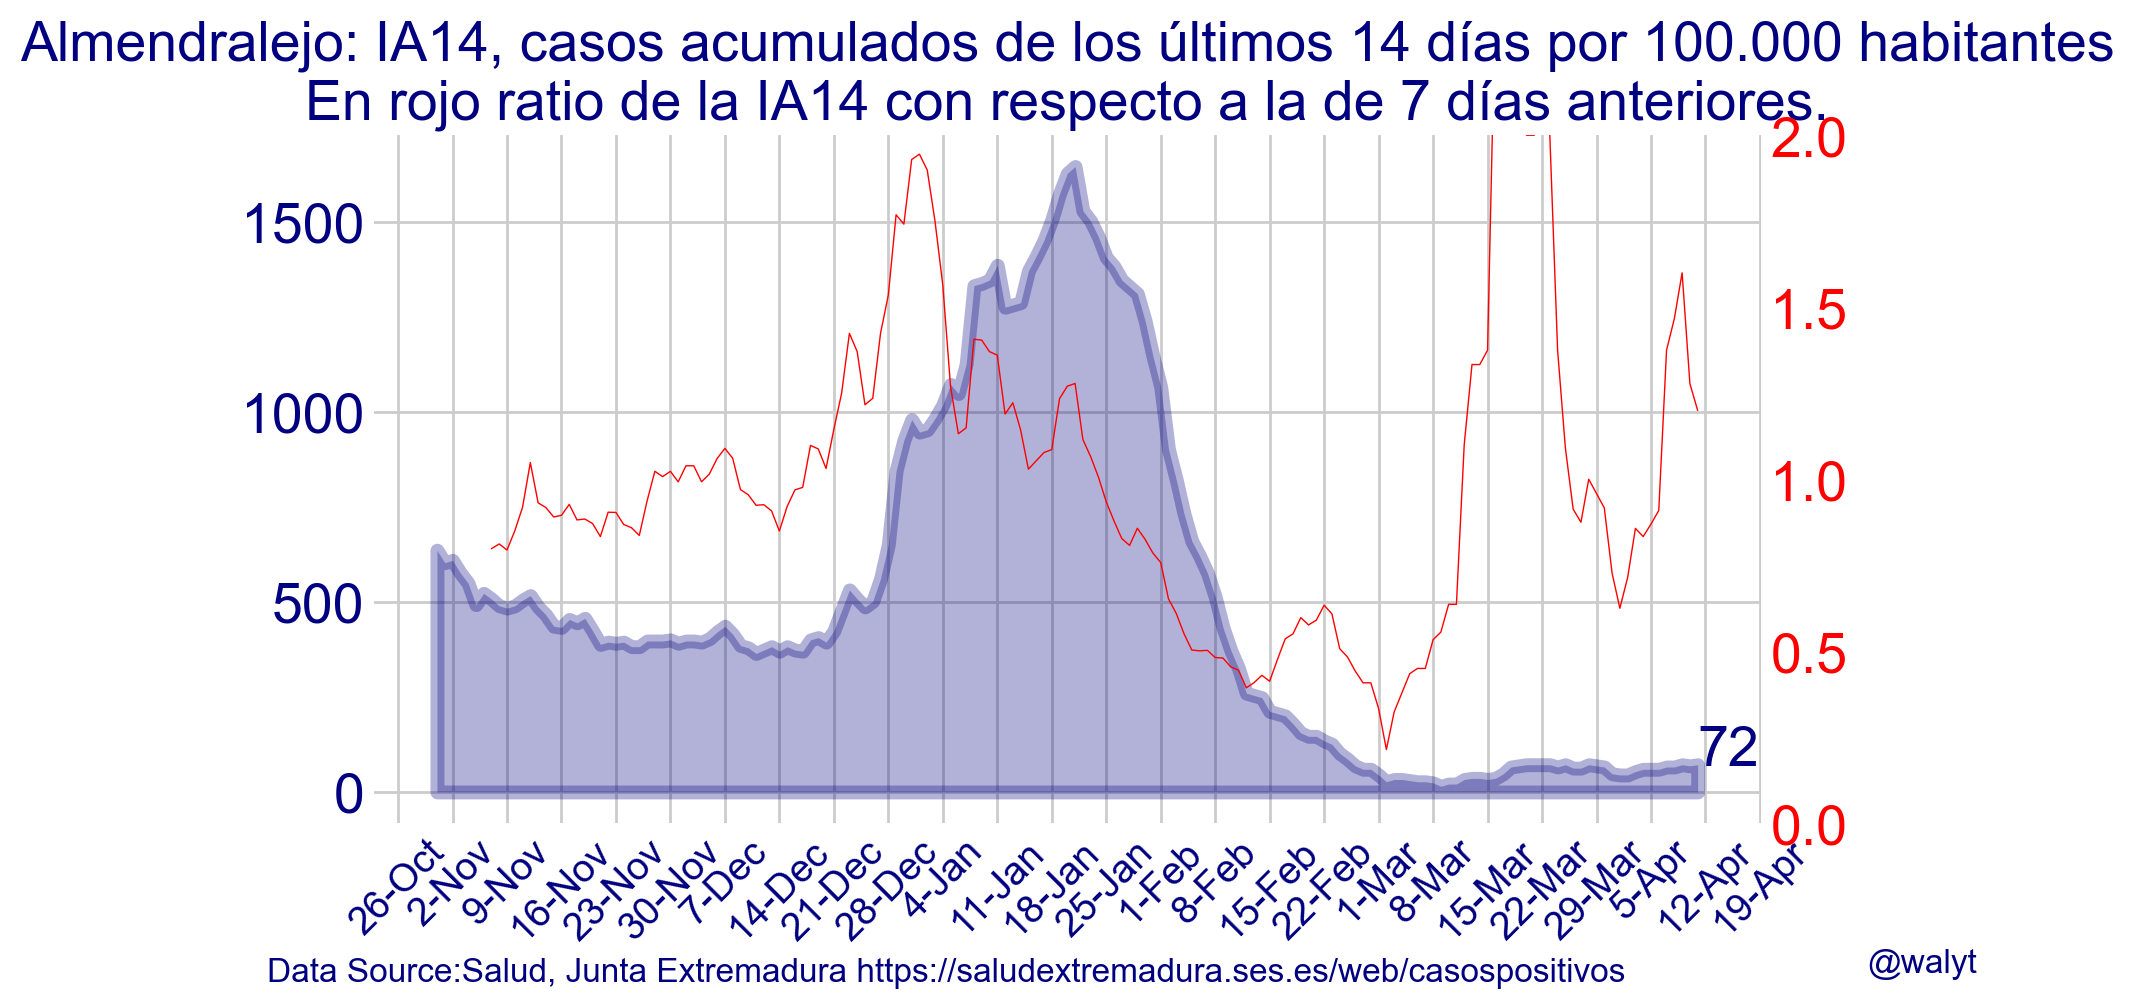 Almendralejo: IA14, casos acumulados de los últimos 14 días por 100.000 habitantes
En rojo ratio de la IA14 con respecto a la de 7 días anteriores.
2.0
1500
1.5
1000
1.0
500
0.5
72
0
0.0
26-Oct
2-Nov
9-Nov
16-Nov
23-Nov
30-Nov
7-Dec
14-Dec
21-Dec
28-Dec
4-Jan
11-Jan
18-Jan
25-Jan
1-Feb
8-Feb
15-Feb
22-Feb
1-Mar
8-Mar
15-Mar
22-Mar
29-Mar
5-Apr
12-Apr
19-Apr
Data Source:Salud, Junta Extremadura https://saludextremadura.ses.es/web/casospositivos
@walyt